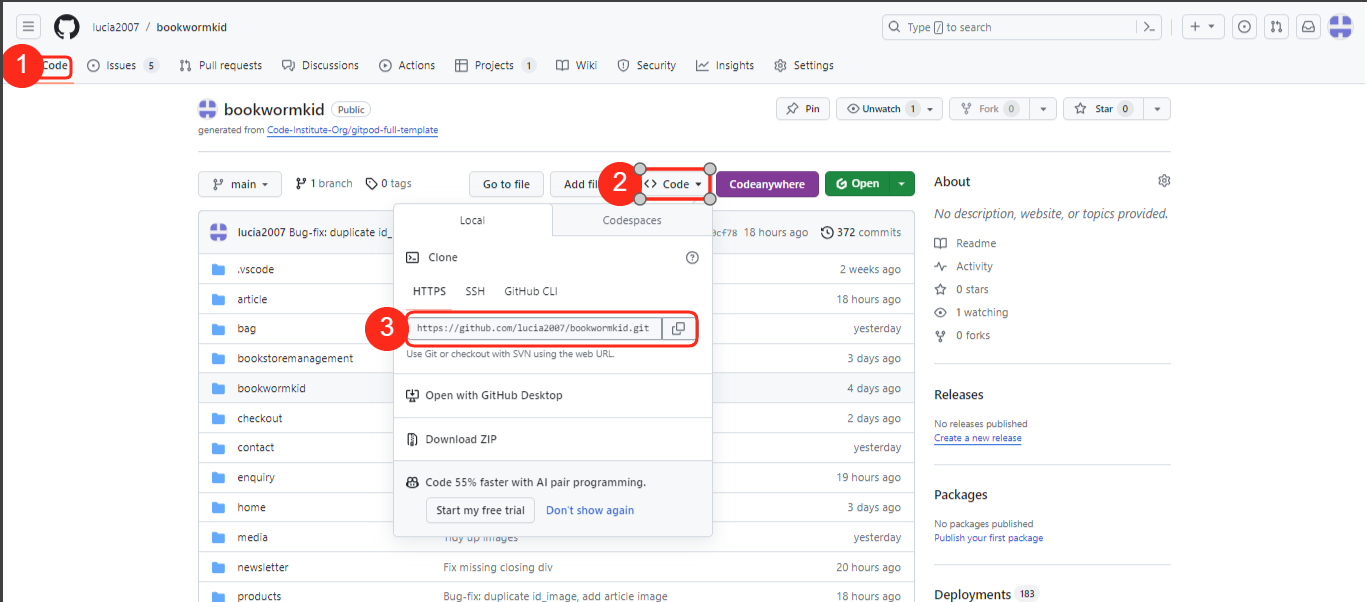 lucia2007 / bookwormkid
Type / to search
1
Code
Issues 5
Pull requests
Discussions
Actions
Projects 1
Wiki
Security
Insights
Settings
bookwormkid Public
Pin
Unwatch 1
Fork 0
Star 0
generated from Code-Institute-Org/gitpod-full-template
main
1 branch
0 tags
Go to file
Add fil
2
Code
Codeanywhere
Open
lucia2007 Bug-fix: duplicate id_
cf78 18 hours ago 372 commits
.vscode
2 weeks ago
article
18 hours ago
bag
yesterday
bookstoremanagement
3 days ago
bookwormkid
4 days ago
checkout
2 days ago
contact
yesterday
enquiry
19 hours ago
home
3 days ago
media
Tidy up images
yesterday
newsletter
Fix missing closing div
20 hours ago
products
Bug-fix: duplicate id_image, add article image
18 hours ago
Local
Codespaces
Clone
HTTPS
SSH
GitHub CLI
3
https://github.com/lucia2007/bookwormkid.git
Use Git or checkout with SVN using the web URL.
Open with GitHub Desktop
Download ZIP
Code 55% faster with AI pair programming.
Start my free trial
Don't show again
About
No description, website, or topics provided.
Readme
Activity
0 stars
1 watching
0 forks
Releases
No releases published
Create a new release
Packages
No packages published
Publish your first package
Deployments 183